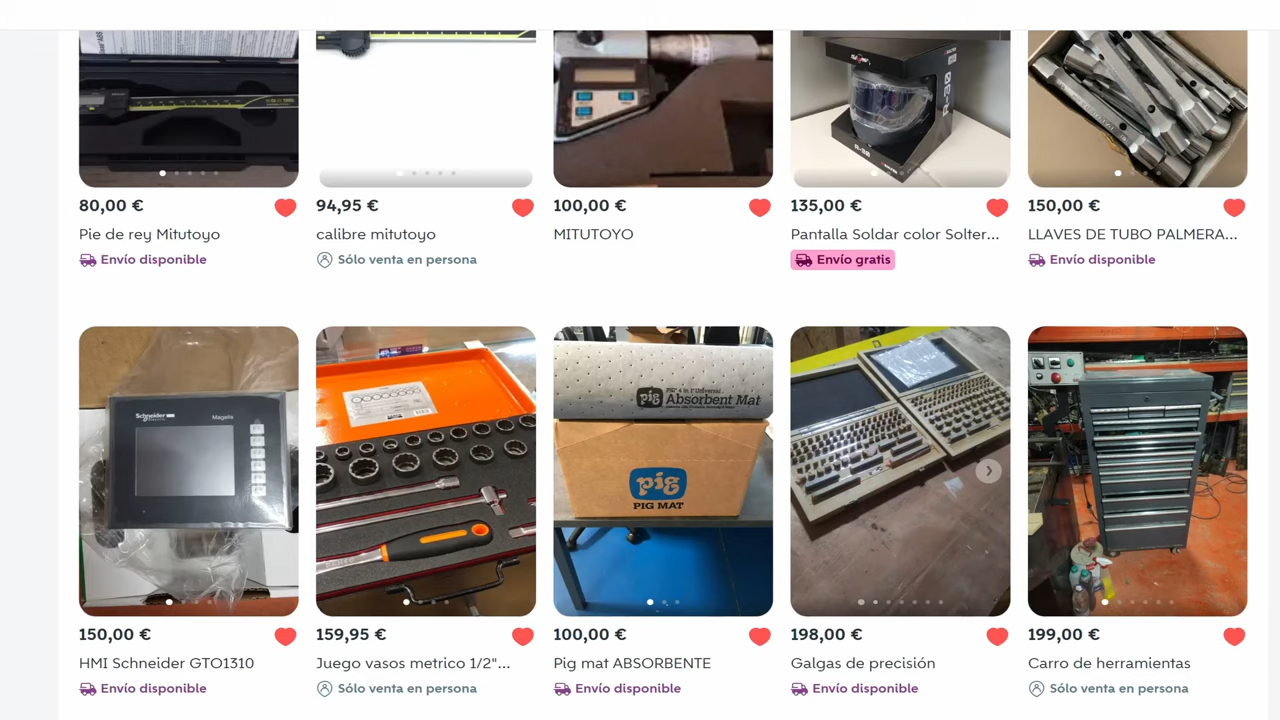 R-30
R-30
80,00 €
94,95 €
100,00 €
135,00 €
150,00 €
Pie de rey Mitutoyo
calibre mitutoyo
MITUTOYO
Pantalla Soldar color Solter...
LLAVES DE TUBO PALMERA...
Envío disponible
Sólo venta en persona
Envío gratis
Envío disponible
Schneider
Electric
Magelis
pig
Absorbent Mat
pig
PIG MAT
150,00 €
159,95 €
100,00 €
198,00 €
199,00 €
HMI Schneider GTO1310
Juego vasos metrico 1/2"...
Pig mat ABSORBENTE
Galgas de precisión
Carro de herramientas
Envío disponible
Sólo venta en persona
Envío disponible
Envío disponible
Sólo venta en persona